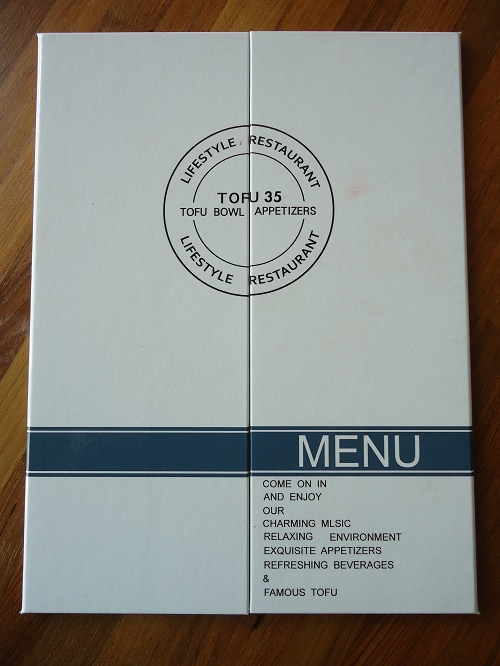 LIFESTYLE RESTAURANT
TOFU 35
TOFU BOWL APPETIZERS
LIFESTYLE RESTAURANT
MENU
COME ON IN
AND ENJOY
OUR
CHARMING MLSIC
RELAXING ENVIRONMENT
EXQUISITE APPETIZERS
REFRESHING BEVERAGES
&
FAMOUS TOFU